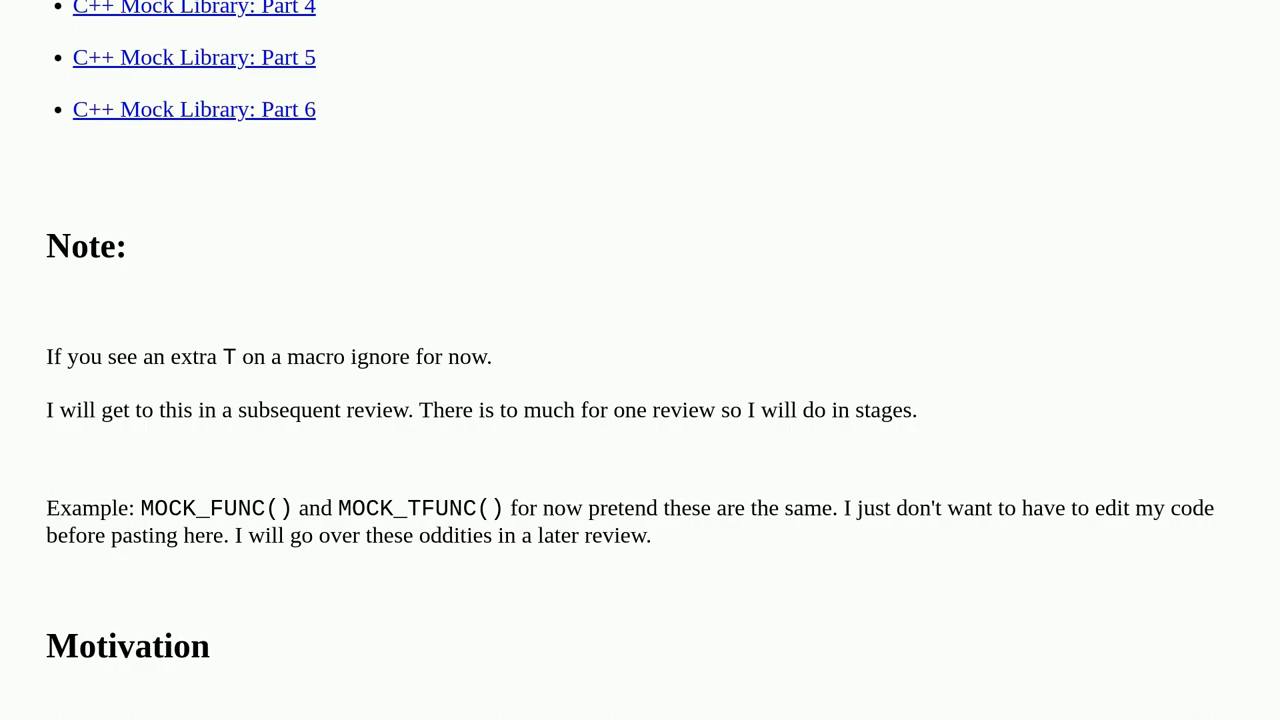 C++ Mock Library: Part 4
C++ Mock Library: Part 5
C++ Mock Library: Part 6
Note:
If you see an extra T on a macro ignore for now.
I will get to this in a subsequent review. There is to much for one review so I will do in stages.
Example: MOCK_FUNC() and MOCK_TFUNC() for now pretend these are the same. I just don't want to have to edit my code
before pasting here. I will go over these oddities in a later review.
Motivation